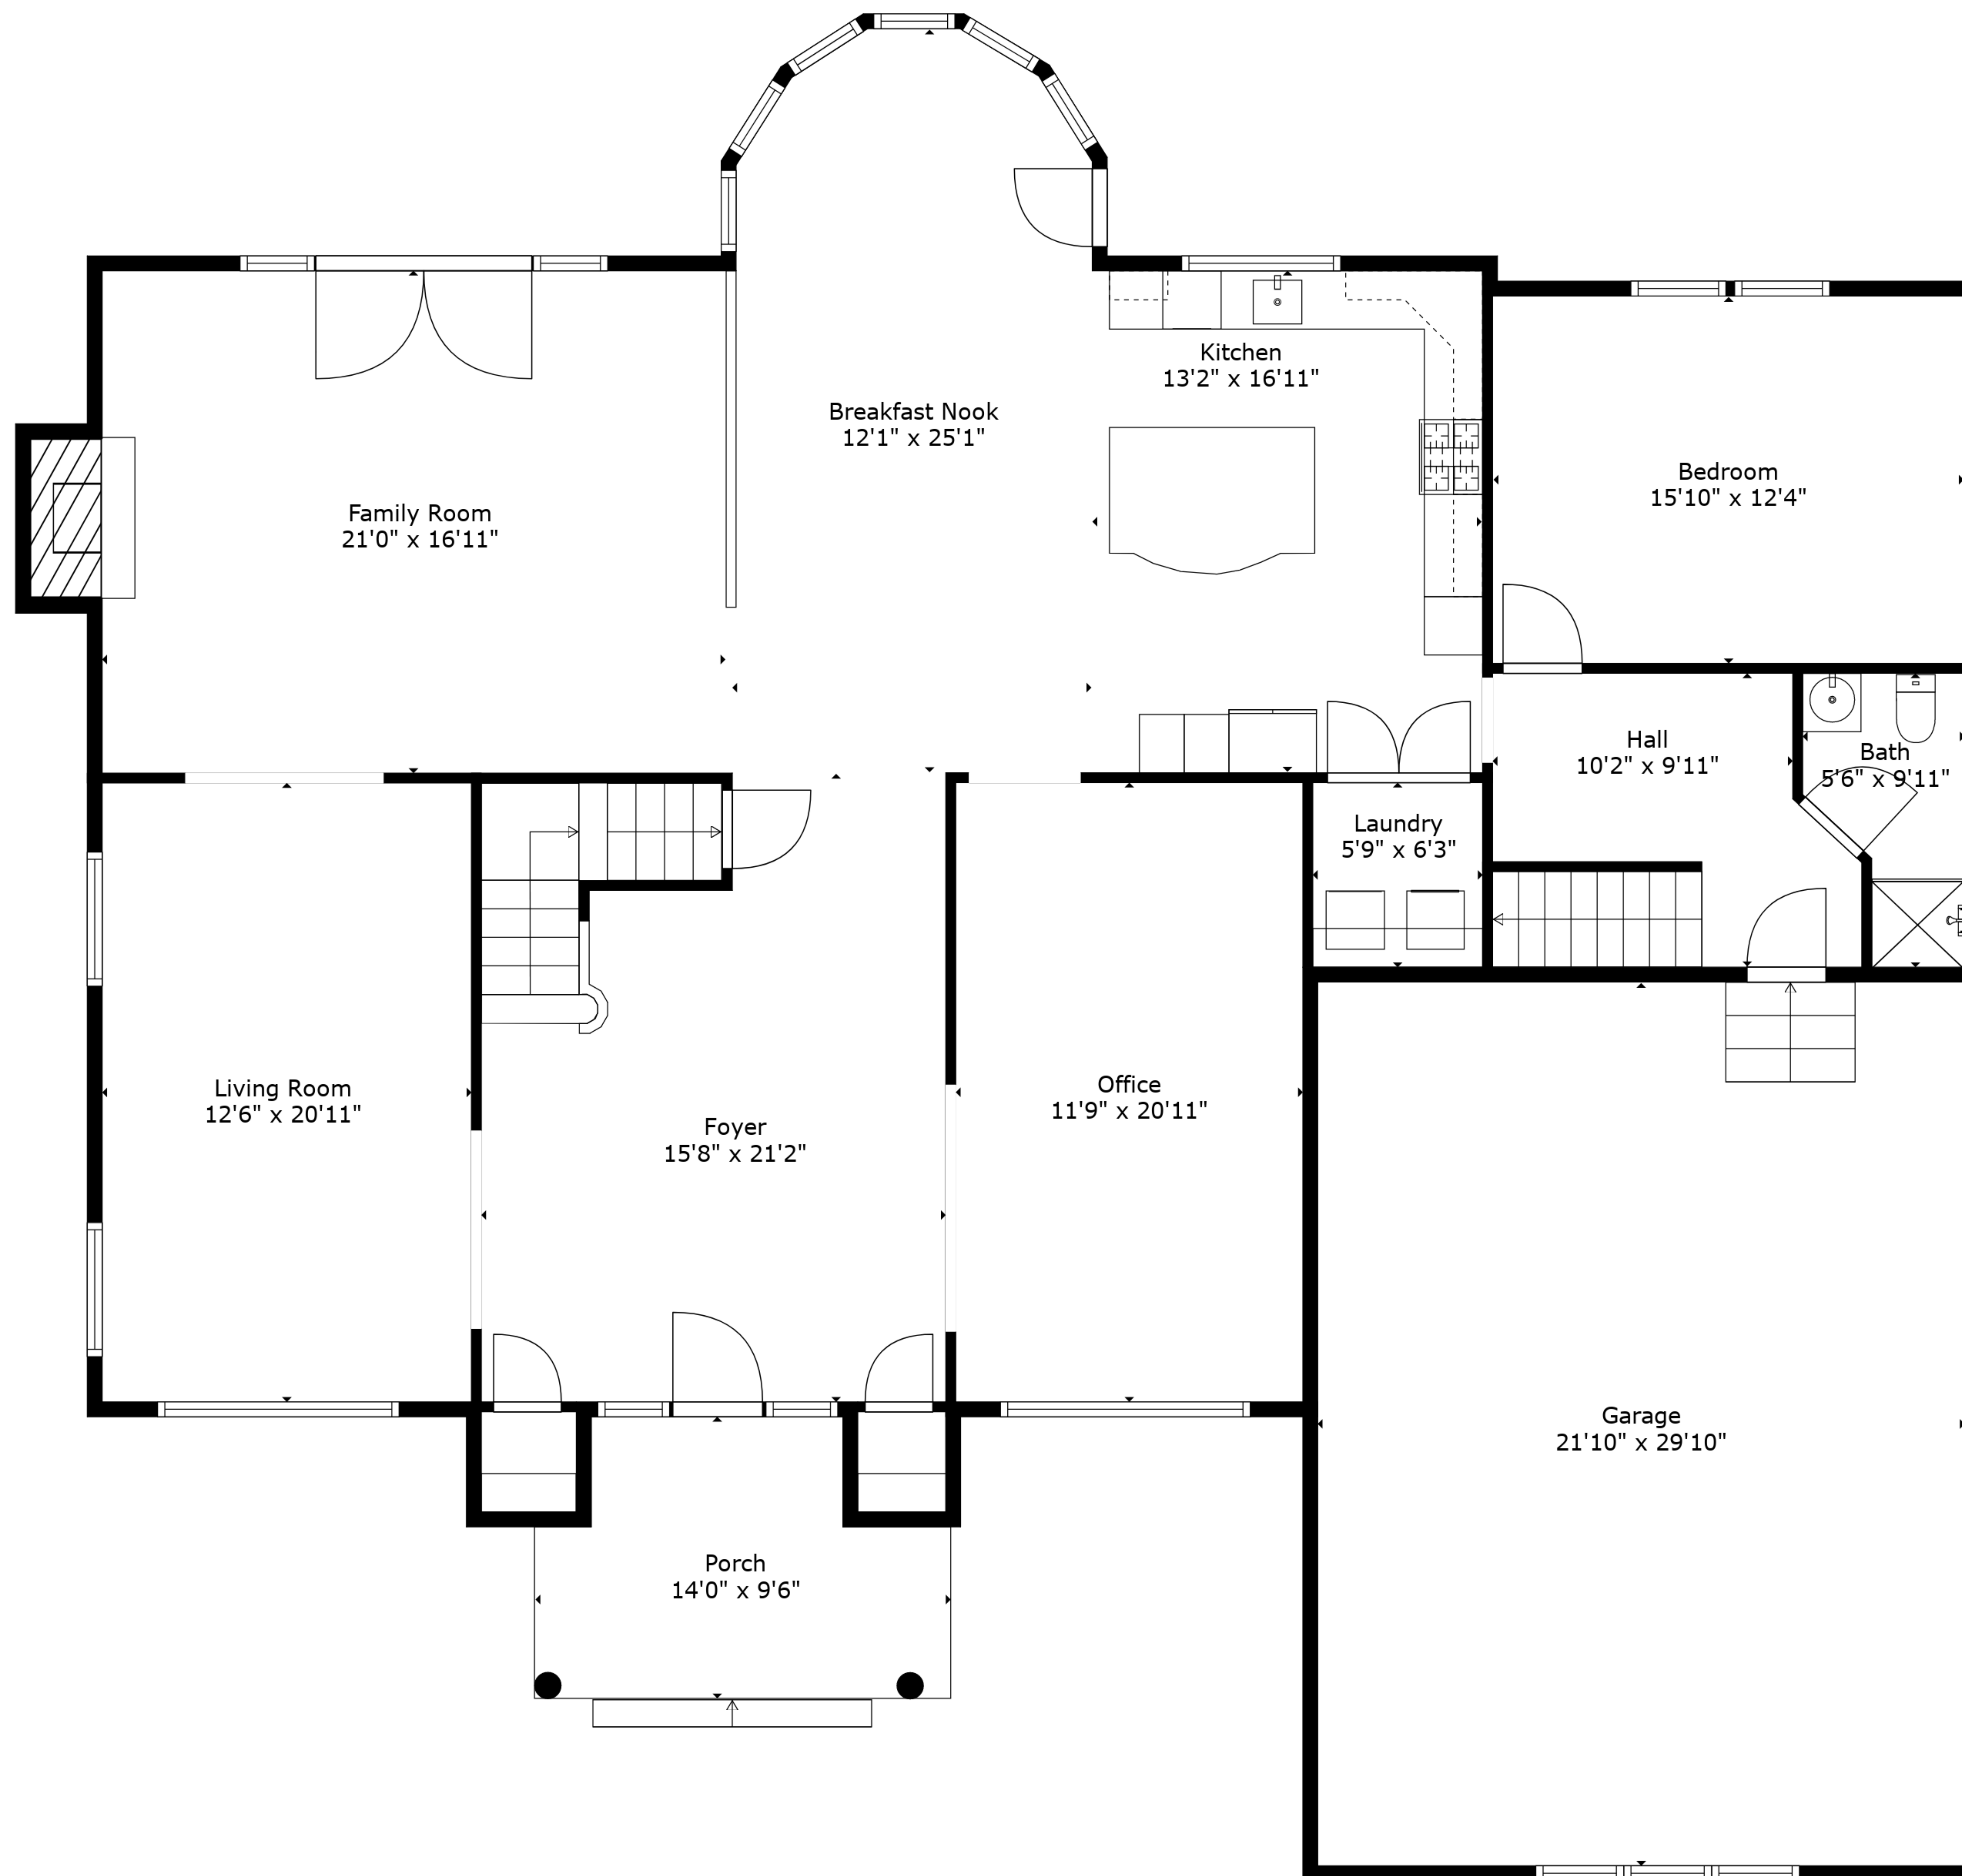 Kitchen
13'2" x 16'11"
Breakfast Nook
12'1" x 25'1"
Family Room
21'0" x 16'11"
Bedroom
15'10" x 12'4"
Hall
10'2" x 9'11"
Bath
5'6" x 9'11"
Laundry
5'9" x 6'3"
Living Room
12'6" x 20'11"
Office
11'9" x 20'11"
Foyer
15'8" x 21'2"
Garage
21'10" x 29'10"
Porch
14'0" x 9'6"